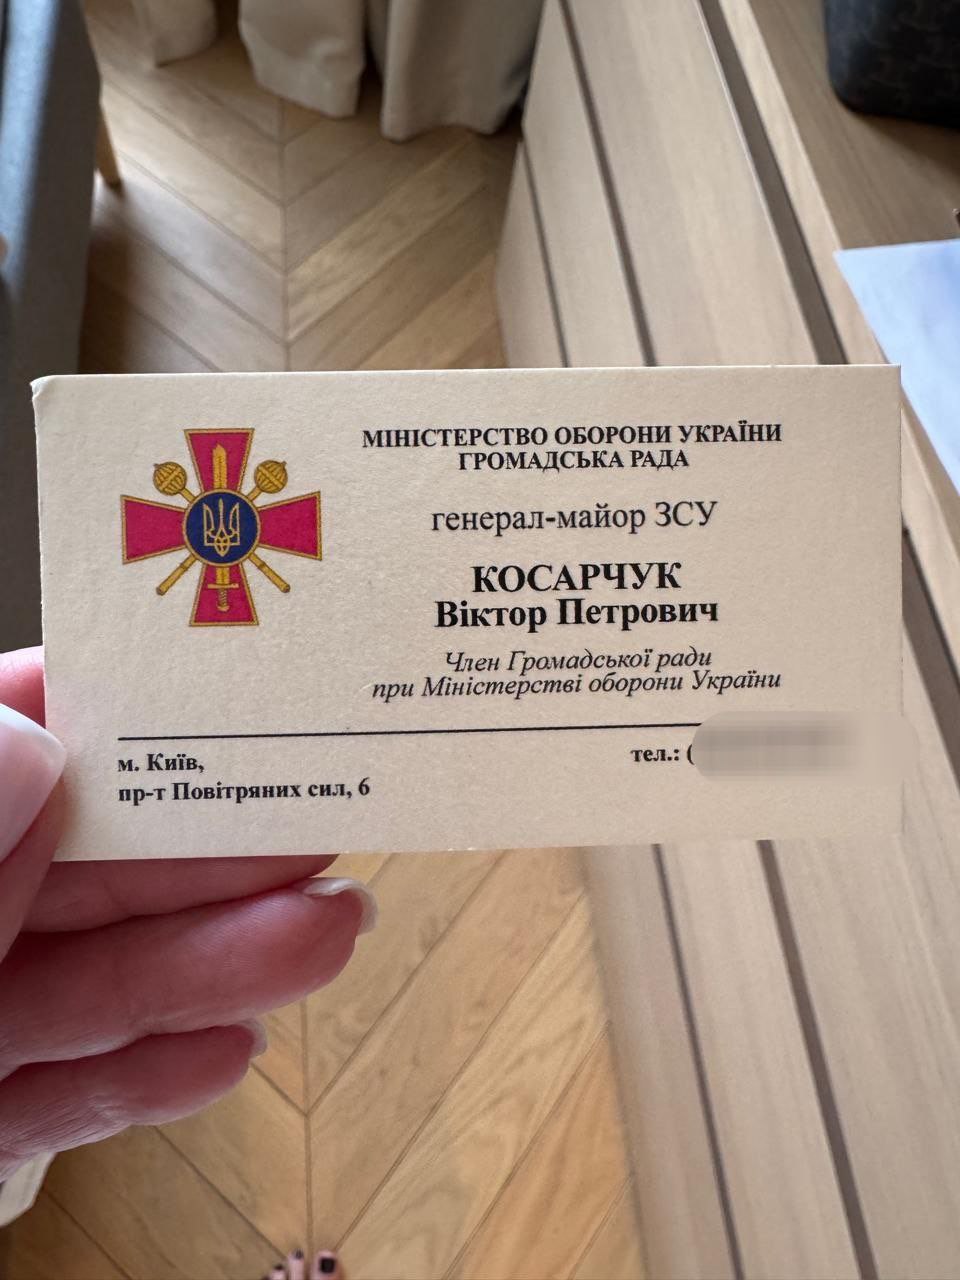 МІНІСТЕРСТВО ОБОРОНИ УКРАЇНИ
ГРОМАДСЬКА РАДА
генерал-майор ЗСУ
КОСАРЧУК
Віктор Петрович
Член Громадської ради
при Міністерстві оборони України
м. Київ,
пр-т Повітряних сил, 6
тел.: (